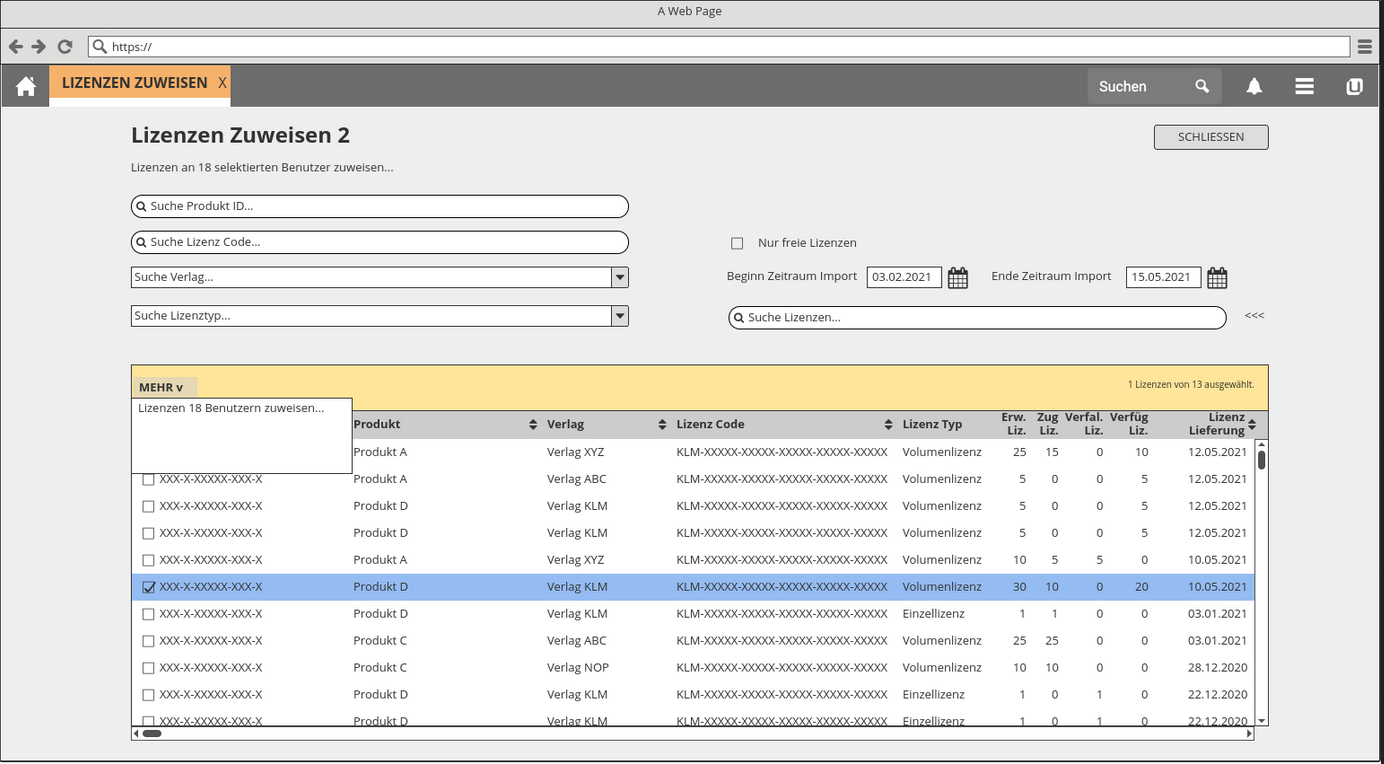 A Web Page
https://
LIZENZEN ZUWEISEN X
Suchen
Lizenzen Zuweisen 2
SCHLIESSEN
Lizenzen an 18 selektierten Benutzer zuweisen...
Suche Produkt ID...
Suche Lizenz Code...
Nur freie Lizenzen
Suche Verlag...
Beginn Zeitraum Import 03.02.2021 Ende Zeitraum Import 15.05.2021
Suche Lizenztyp...
Suche Lizenzen... <<<
MEHR v
1 Lizenzen von 13 ausgewählt.
Lizenzen 18 Benutzern zuweisen...
Produkt Verlag Lizenz Code Lizenz Typ Erw. Liz. Zug Liz. Verfal. Liz. Verfüg Liz. Lizenz Lieferung
Produkt A Verlag XYZ KLM-XXXXX-XXXXX-XXXXX-XXXXX-XXXXX Volumenlizenz 25 15 0 10 12.05.2021
XXX-X-XXXXX-XXX-X Produkt A Verlag ABC KLM-XXXXX-XXXXX-XXXXX-XXXXX-XXXXX Volumenlizenz 5 0 0 5 12.05.2021
XXX-X-XXXXX-XXX-X Produkt D Verlag KLM KLM-XXXXX-XXXXX-XXXXX-XXXXX-XXXXX Volumenlizenz 5 0 0 5 12.05.2021
XXX-X-XXXXX-XXX-X Produkt D Verlag KLM KLM-XXXXX-XXXXX-XXXXX-XXXXX-XXXXX Volumenlizenz 5 0 0 5 12.05.2021
XXX-X-XXXXX-XXX-X Produkt A Verlag XYZ KLM-XXXXX-XXXXX-XXXXX-XXXXX-XXXXX Volumenlizenz 10 5 5 0 10.05.2021
XXX-X-XXXXX-XXX-X Produkt D Verlag KLM KLM-XXXXX-XXXXX-XXXXX-XXXXX-XXXXX Volumenlizenz 30 10 0 20 10.05.2021
XXX-X-XXXXX-XXX-X Produkt D Verlag KLM KLM-XXXXX-XXXXX-XXXXX-XXXXX-XXXXX Einzellizenz 1 1 0 0 03.01.2021
XXX-X-XXXXX-XXX-X Produkt C Verlag ABC KLM-XXXXX-XXXXX-XXXXX-XXXXX-XXXXX Volumenlizenz 25 25 0 0 03.01.2021
XXX-X-XXXXX-XXX-X Produkt C Verlag NOP KLM-XXXXX-XXXXX-XXXXX-XXXXX-XXXXX Volumenlizenz 10 10 0 0 28.12.2020
XXX-X-XXXXX-XXX-X Produkt D Verlag KLM KLM-XXXXX-XXXXX-XXXXX-XXXXX-XXXXX Einzellizenz 1 0 1 0 22.12.2020
XXX-X-XXXXX-XXX-X Produkt D Verlag KLM KLM-XXXXX-XXXXX-XXXXX-XXXXX-XXXXX Einzellizenz 1 0 1 0 22.12.2020